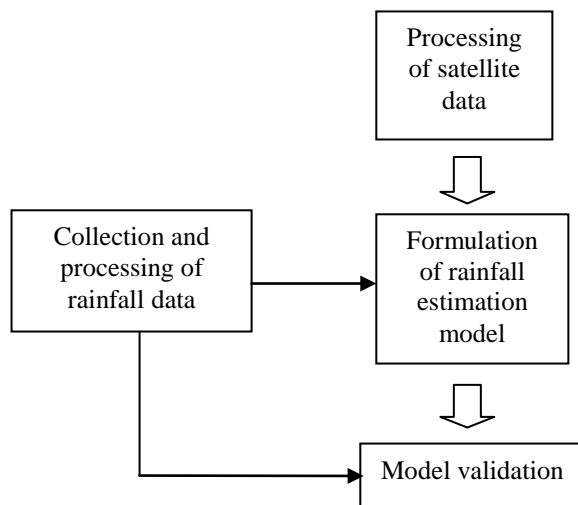 Processing
of satellite
data
Collection and
processing of
rainfall data
Formulation
of rainfall
estimation
model
Model validation